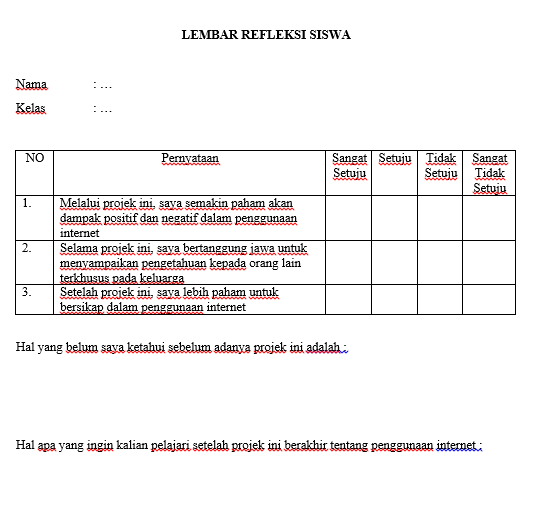 LEMBAR REFLEKSI SISWA
Nama : …
Kelas : …
NO Pernyataan Sangat Setuju Setuju Tidak Setuju Sangat Tidak Setuju
1. Melalui projek ini, saya semakin paham akan
dampak positif dan negatif dalam penggunaan
internet
2. Selama projek ini, saya bertanggung jawa untuk
menyampaikan pengetahuan kepada orang lain
terkhusus pada keluarga
3. Setelah projek ini, saya lebih paham untuk
bersikap dalam penggunaan internet
Hal yang belum saya ketahui sebelum adanya projek ini adalah :
Hal apa yang ingin kalian pelajari setelah projek ini berakhir tentang penggunaan internet :